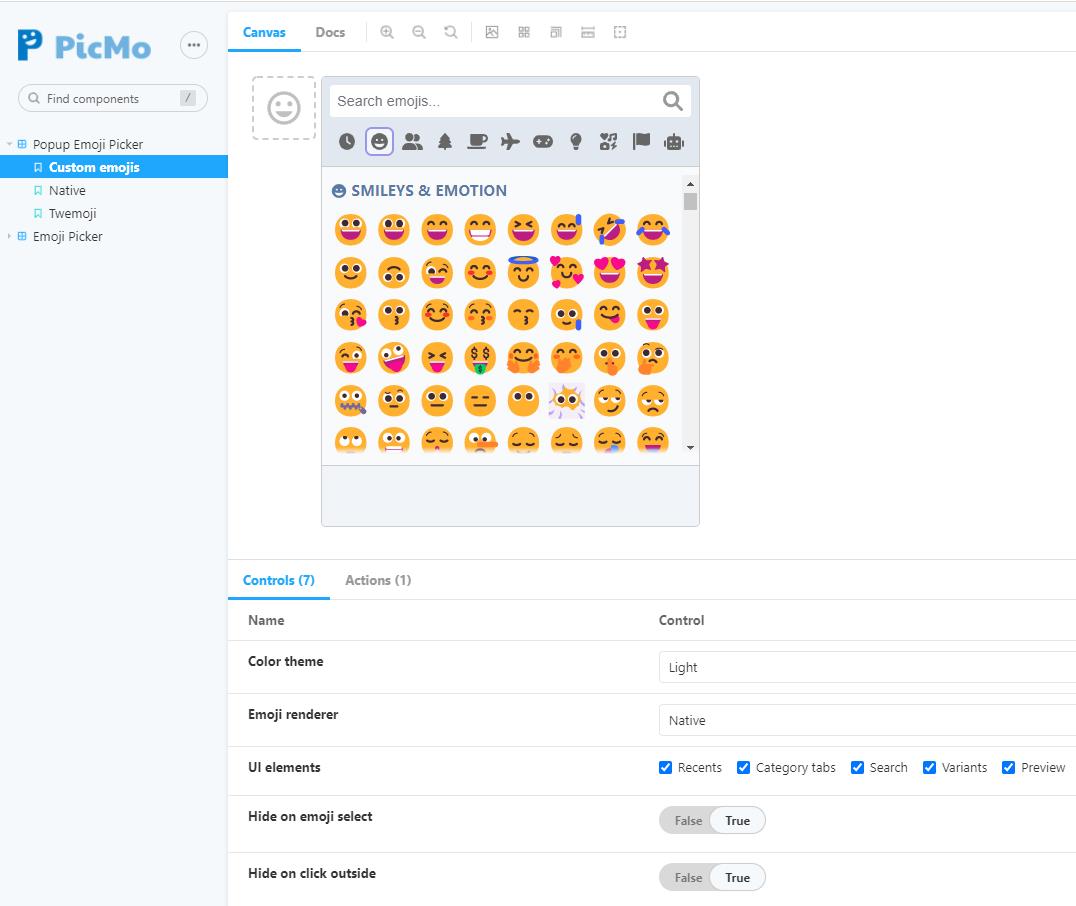 PicMo
Find components
/
Popup Emoji Picker
Custom emojis
Native
Twemoji
Emoji Picker
Canvas
Docs
Search emojis...
SMILEYS & EMOTION
Controls (7)
Actions (1)
Name
Control
Color theme
Light
Emoji renderer
Native
UI elements
Recents
Category tabs
Search
Variants
Preview
Hide on emoji select
False
True
Hide on click outside
False
True